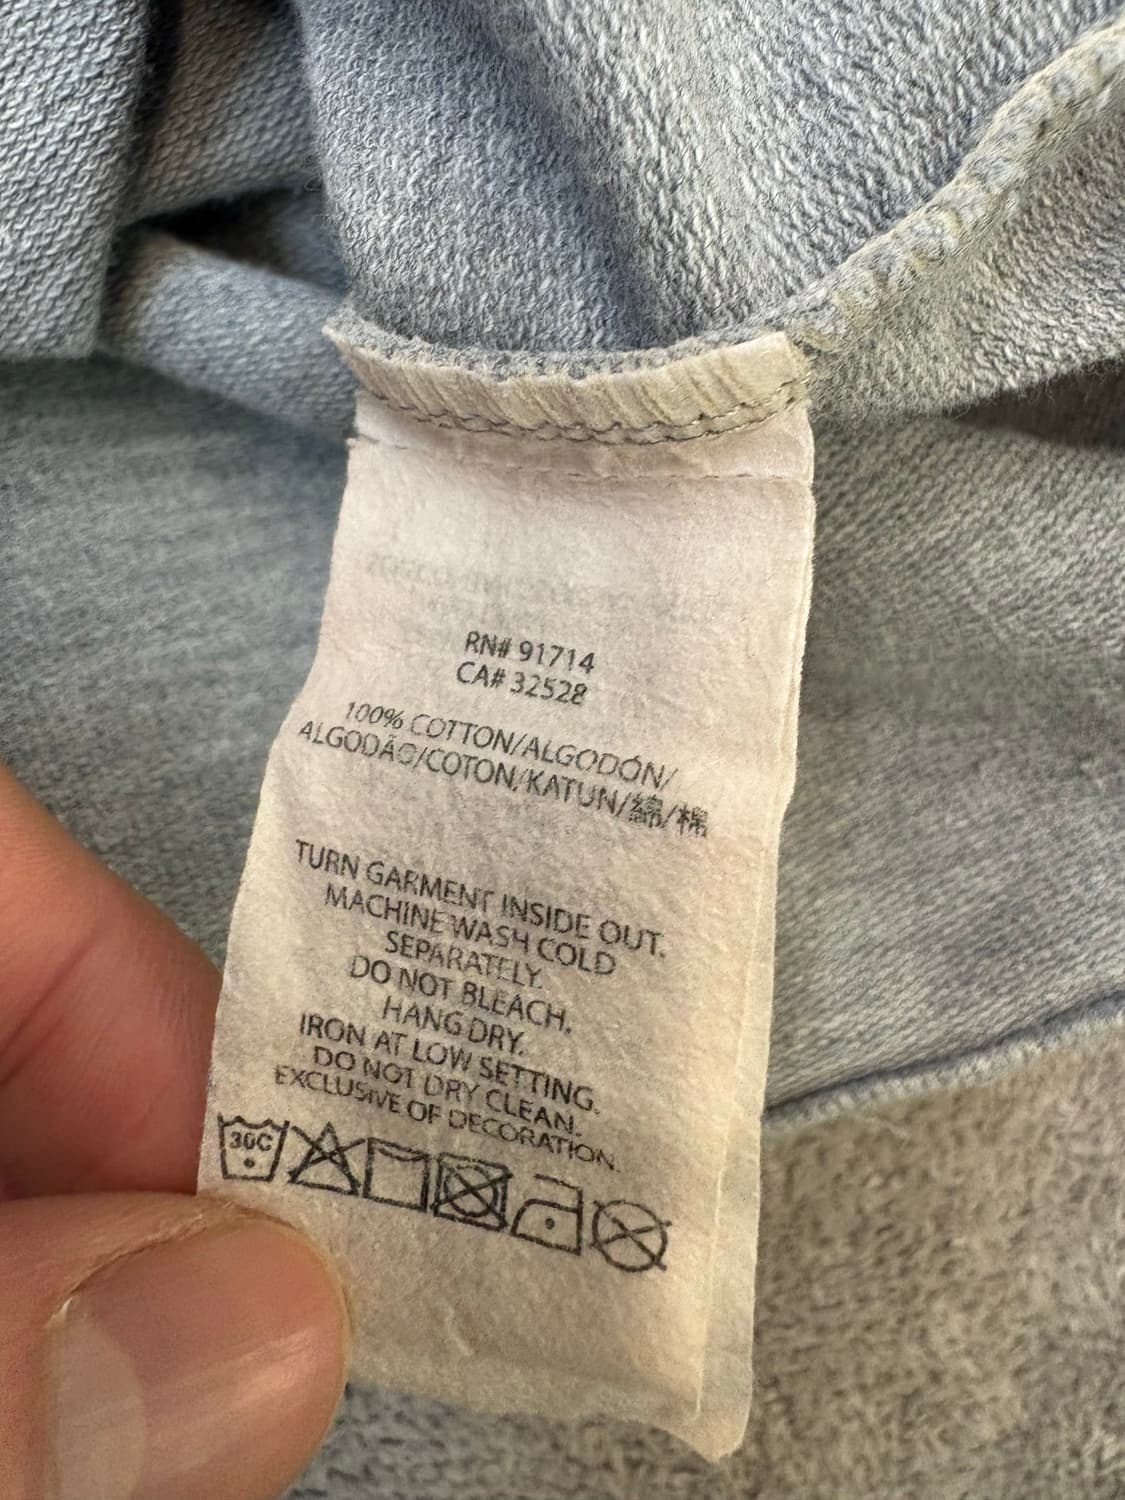 RN# 91714
CA# 32528
100% COTTON/ALGODÓN/
ALGODÃO/COTON/KATUN/綿/棉
TURN GARMENT INSIDE OUT.
MACHINE WASH COLD
SEPARATELY.
DO NOT BLEACH.
HANG DRY.
IRON AT LOW SETTING.
DO NOT DRY CLEAN.
EXCLUSIVE OF DECORATION.
30C